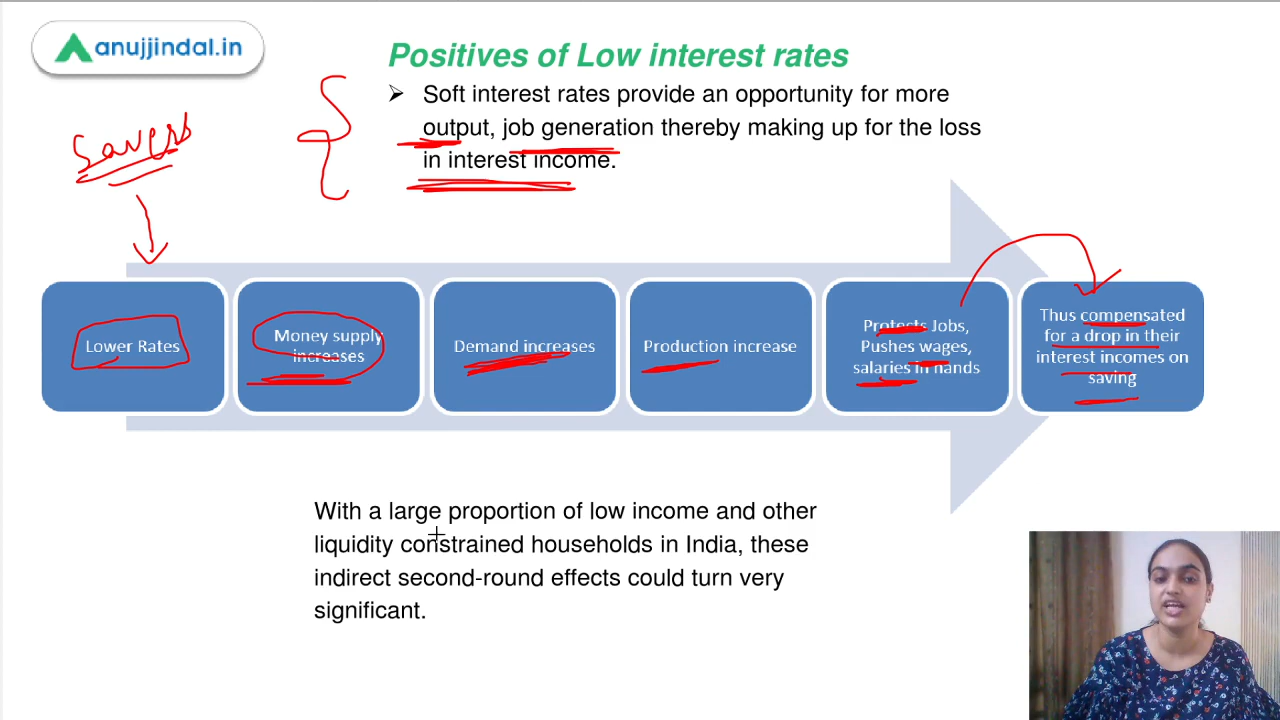 anujjindal.in
Positives of Low interest rates
➢ Soft interest rates provide an opportunity for more
output, job generation thereby making up for the loss
in interest income.
Savers
Lower Rates
Money supply
increases
Demand increases
Production increase
Protects Jobs,
Pushes wages,
salaries in hands
Thus compensated
for a drop in their
interest incomes on
saving
With a large proportion of low income and other
liquidity constrained households in India, these
indirect second-round effects could turn very
significant.